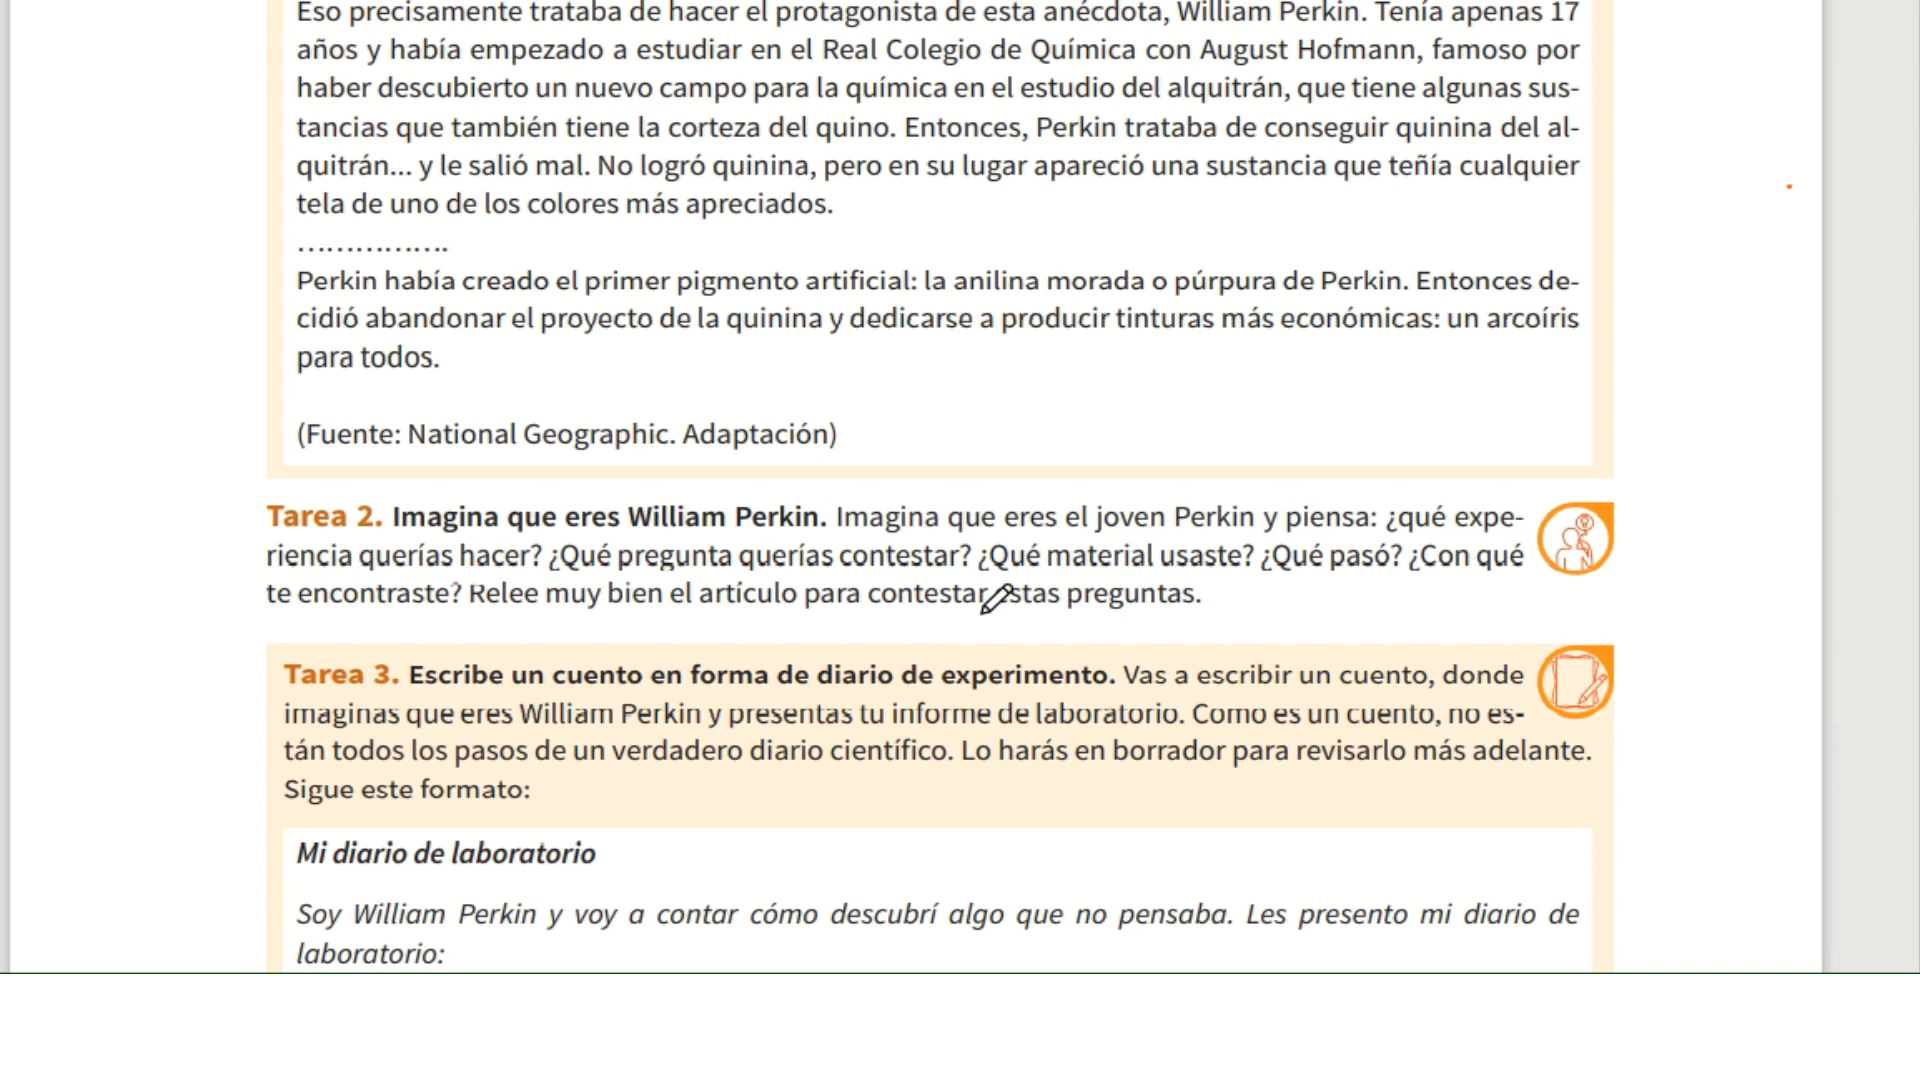 Eso precisamente trataba de hacer el protagonista de esta anécdota, William Perkin. Tenía apenas 17
años y había empezado a estudiar en el Real Colegio de Química con August Hofmann, famoso por
haber descubierto un nuevo campo para la química en el estudio del alquitrán, que tiene algunas sus-
tancias que también tiene la corteza del quino. Entonces, Perkin trataba de conseguir quinina del al-
quitrán... y le salió mal. No logró quinina, pero en su lugar apareció una sustancia que teñía cualquier
tela de uno de los colores más apreciados.
................
Perkin había creado el primer pigmento artificial: la anilina morada o púrpura de Perkin. Entonces de-
cidió abandonar el proyecto de la quinina y dedicarse a producir tinturas más económicas: un arcoíris
para todos.
(Fuente: National Geographic. Adaptación)
Tarea 2. Imagina que eres William Perkin. Imagina que eres el joven Perkin y piensa: ¿qué expe-
riencia querías hacer? ¿Qué pregunta querías contestar? ¿Qué material usaste? ¿Qué pasó? ¿Con qué
te encontraste? Relee muy bien el artículo para contestar estas preguntas.
Tarea 3. Escribe un cuento en forma de diario de experimento. Vas a escribir un cuento, donde
imaginas que eres William Perkin y presentas tu informe de laboratorio. Como es un cuento, no es-
tán todos los pasos de un verdadero diario científico. Lo harás en borrador para revisarlo más adelante.
Sigue este formato:
Mi diario de laboratorio
Soy William Perkin y voy a contar cómo descubrí algo que no pensaba. Les presento mi diario de
laboratorio: